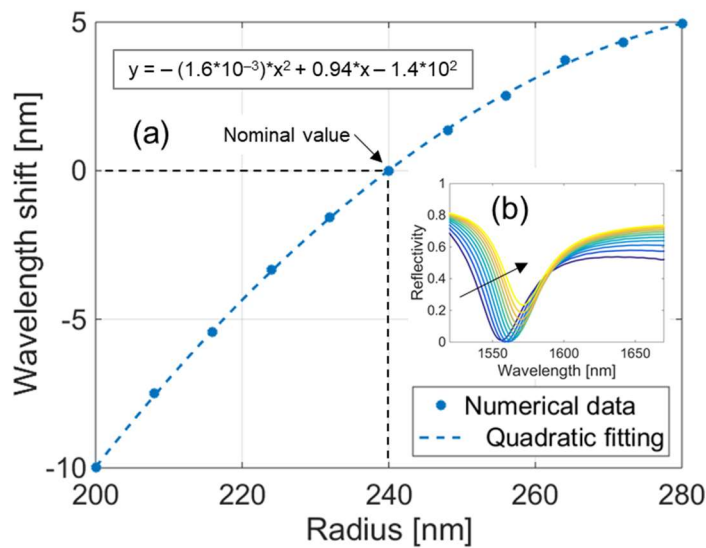 5
y = – (1.6*10⁻³)*x² + 0.94*x – 1.4*10²
(a)
Nominal value
0
-5
-10
Wavelength shift [nm]
200
220
240
260
280
Radius [nm]
(b)
1
0.8
0.6
0.4
0.2
0
Reflectivity
1550
1600
1650
Wavelength [nm]
Numerical data
Quadratic fitting